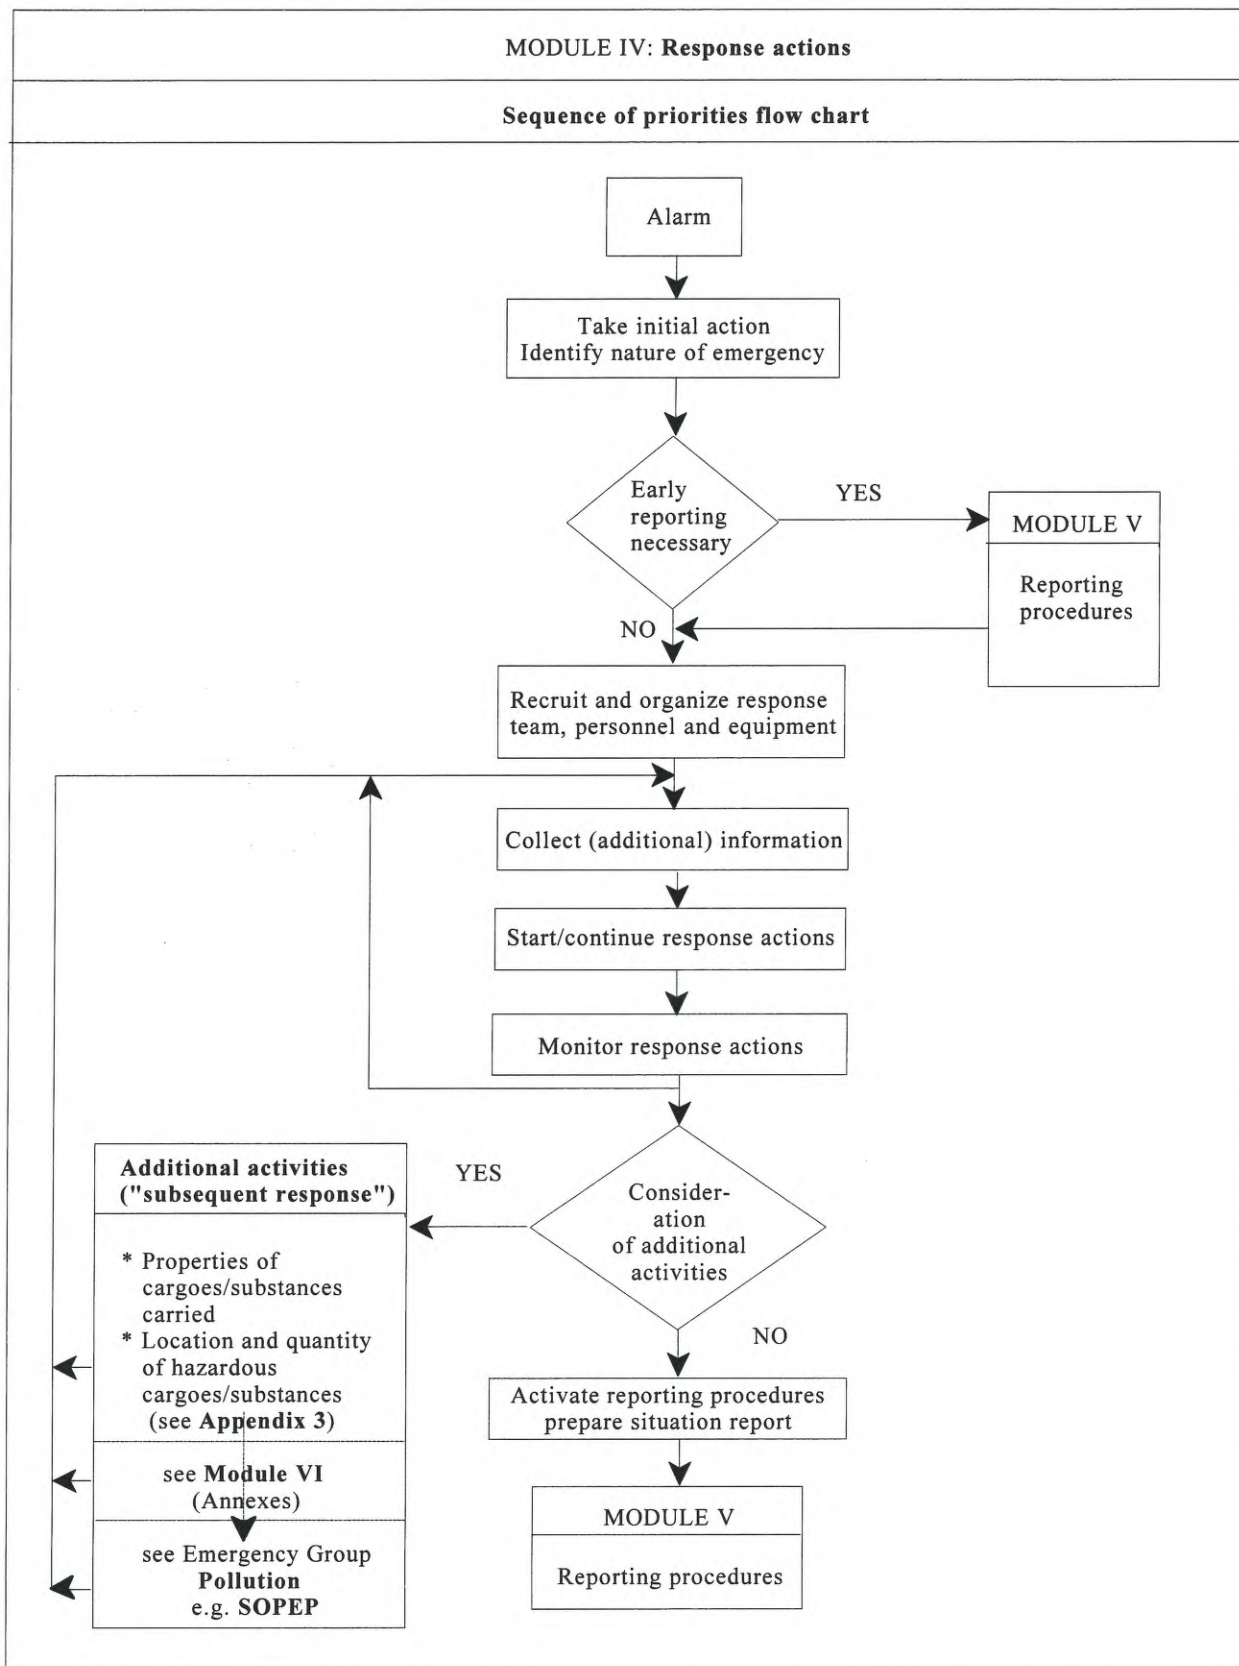 MODULE IV: Response actions
Sequence of priorities flow chart
Alarm
Take initial action
Identify nature of emergency
Early
reporting
necessary
YES
MODULE V
Reporting
procedures
NO
Recruit and organize response
team, personnel and equipment
Collect (additional) information
Start/continue response actions
Monitor response actions
Additional activities
("subsequent response")
YES
Consider-
ation
of additional
activities
* Properties of
cargoes/substances
carried
* Location and quantity
of hazardous
cargoes/substances
(see Appendix 3)
NO
Activate reporting procedures
prepare situation report
see Module VI
(Annexes)
MODULE V
Reporting procedures
see Emergency Group
Pollution
e.g. SOPEP